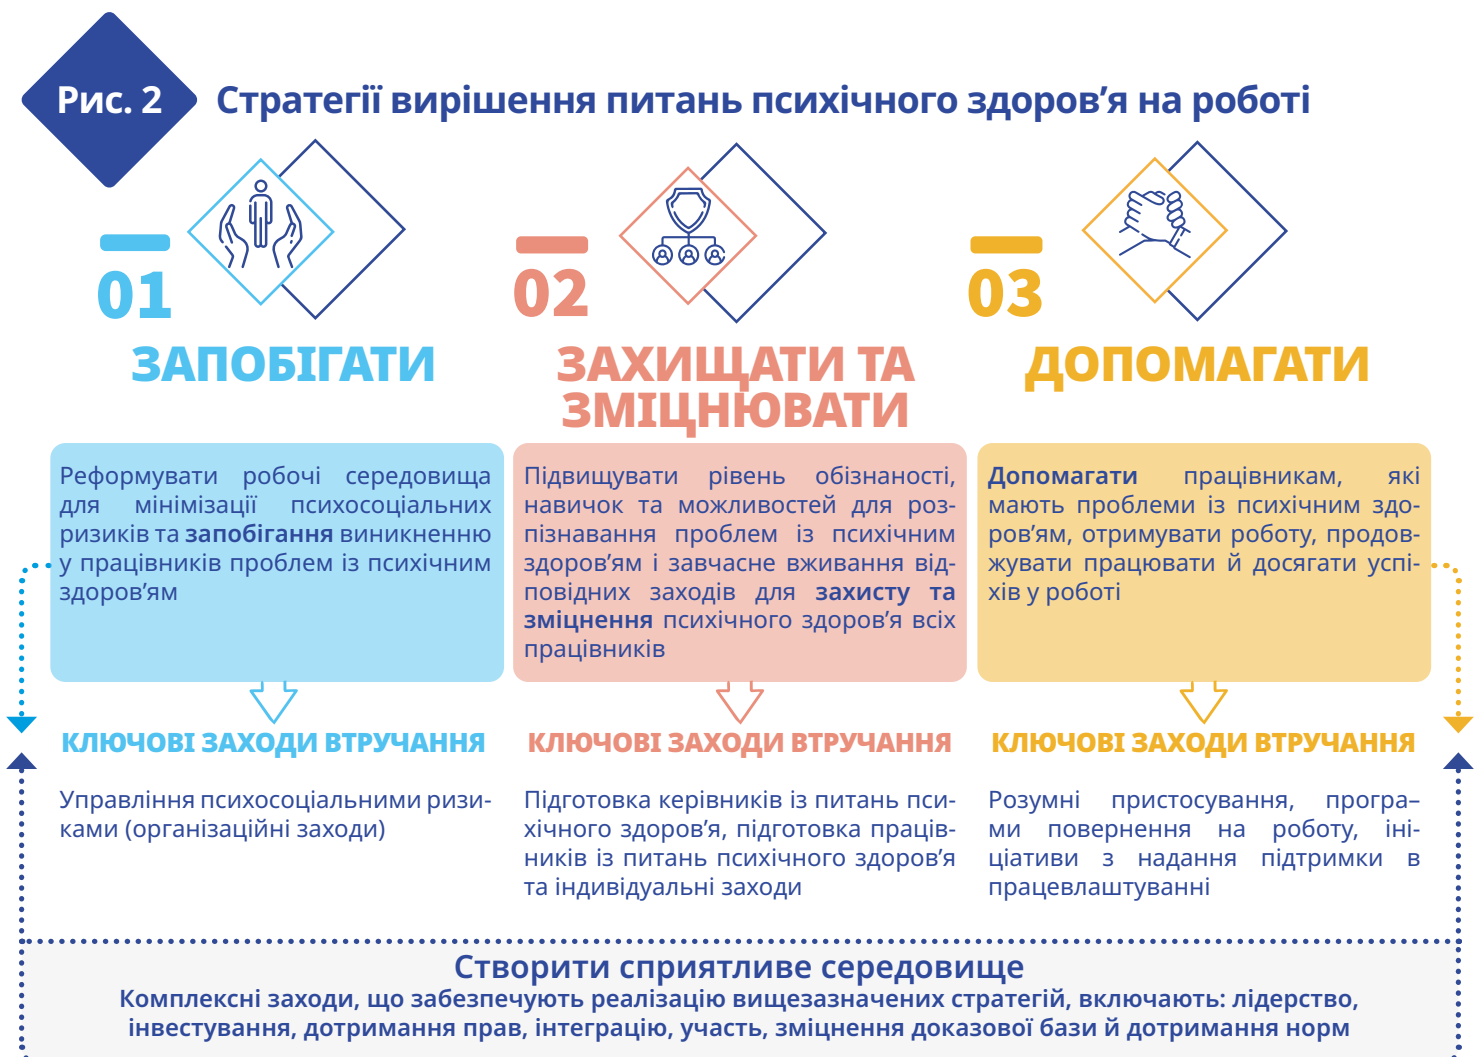 Рис. 2
Стратегії вирішення питань психічного здоров’я на роботі
01
ЗАПОБІГАТИ
Реформувати робочі середовища
для мінімізації психосоціальних
ризиків та запобігання виникненню
у працівників проблем із психічним
здоров’ям
КЛЮЧОВІ ЗАХОДИ ВТРУЧАННЯ
Управління психосоціальними ризи-
ками (організаційні заходи)
02
ЗАХИЩАТИ ТА
ЗМІЦНЮВАТИ
Підвищувати рівень обізнаності,
навичок та можливостей для роз-
пізнавання проблем із психічним
здоров’ям і завчасне вживання від-
повідних заходів для захисту та
зміцнення психічного здоров’я всіх
працівників
КЛЮЧОВІ ЗАХОДИ ВТРУЧАННЯ
Підготовка керівників із питань пси-
хічного здоров’я, підготовка праців-
ників із питань психічного здоров’я
та індивідуальні заходи
03
ДОПОМАГАТИ
Допомагати працівникам, які
мають проблеми із психічним здо-
ров’ям, отримувати роботу, продов-
жувати працювати й досягати успі-
хів у роботі
КЛЮЧОВІ ЗАХОДИ ВТРУЧАННЯ
Розумні пристосування, програ–
ми повернення на роботу, іні-
ціативи з надання підтримки в
працевлаштуванні
Створити сприятливе середовище
Комплексні заходи, що забезпечують реалізацію вищезазначених стратегій, включають: лідерство,
інвестування, дотримання прав, інтеграцію, участь, зміцнення доказової бази й дотримання норм